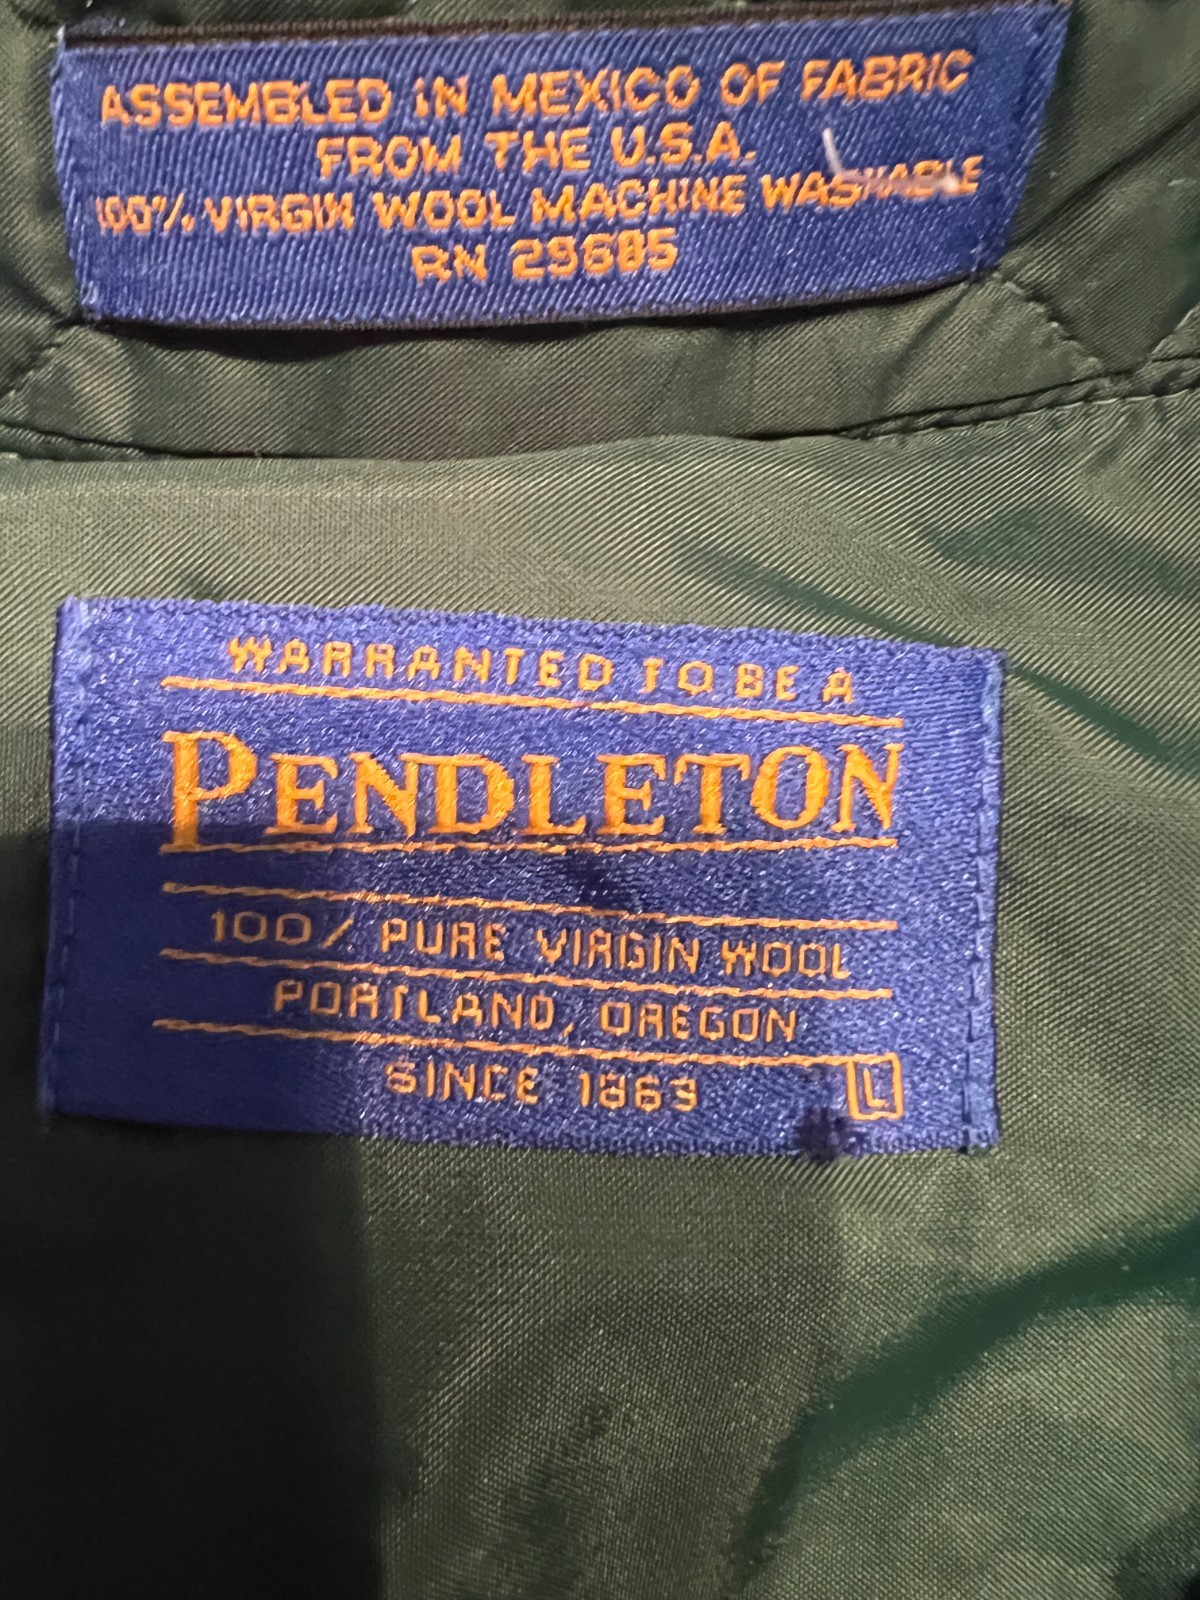 ASSEMBLED IN MEXICO OF FABRIC
FROM THE U.S.A.
100% VIRGIN WOOL MACHINE WASHABLE
RN 29685
WARRANTED TO BE A
PENDLETON
100% PURE VIRGIN WOOL
PORTLAND, OREGON
SINCE 1863
L